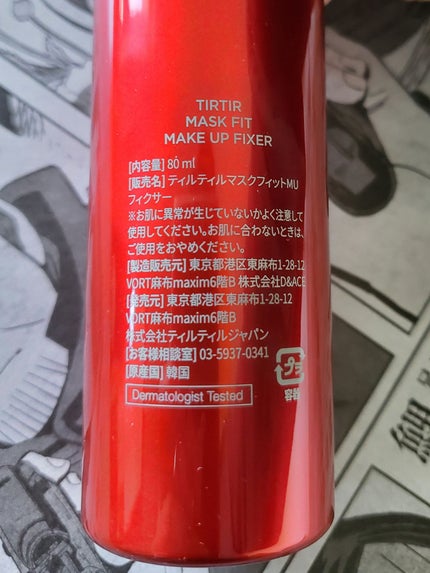 TIRTIR
MASK FIT
MAKE UP FIXER
[内容量] 80 ml
[販売名] ティルティルマスクフィットMU
フィクサー
※お肌に異常が生じていないかよく注意して
使用してください。お肌に合わないときは、
ご使用をおやめください。
[製造販売元] 東京都港区東麻布1-28-12
VORT麻布maxim6階B 株式会社D&ACE
[発売元] 東京都港区東麻布1-28-12
VORT麻布maxim6階B
株式会社ティルティルジャパン
[お客様相談室] 03-5937-0341
[原産国] 韓国
プラ
容器
Dermatologist Tested